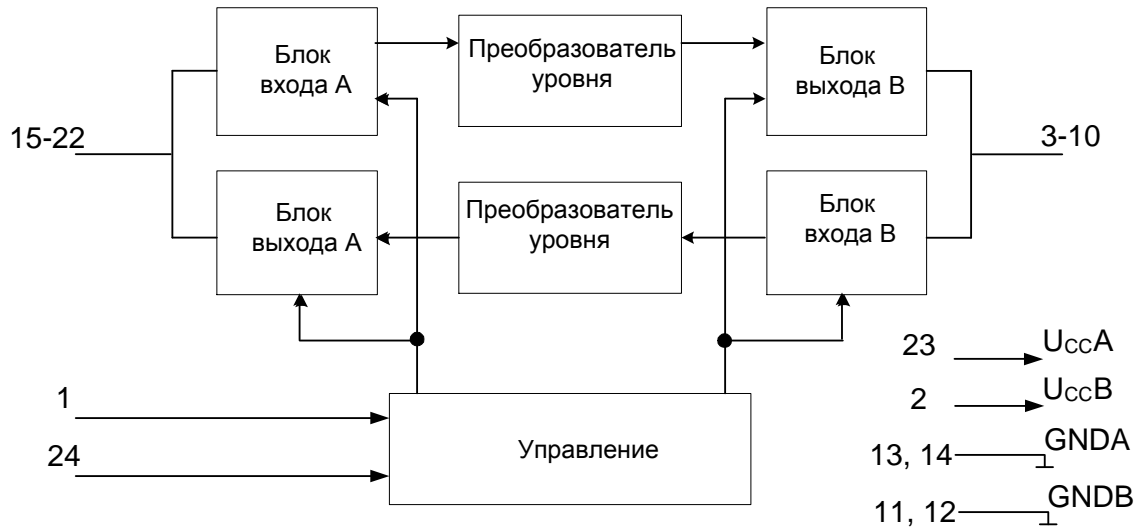 Блок
входа А
Преобразователь
уровня
Блок
выхода В
15-22
3-10
Блок
выхода А
Преобразователь
уровня
Блок
входа В
23
UCCA
1
2
UCCB
Управление
24
13, 14
GNDA
11, 12
GNDB